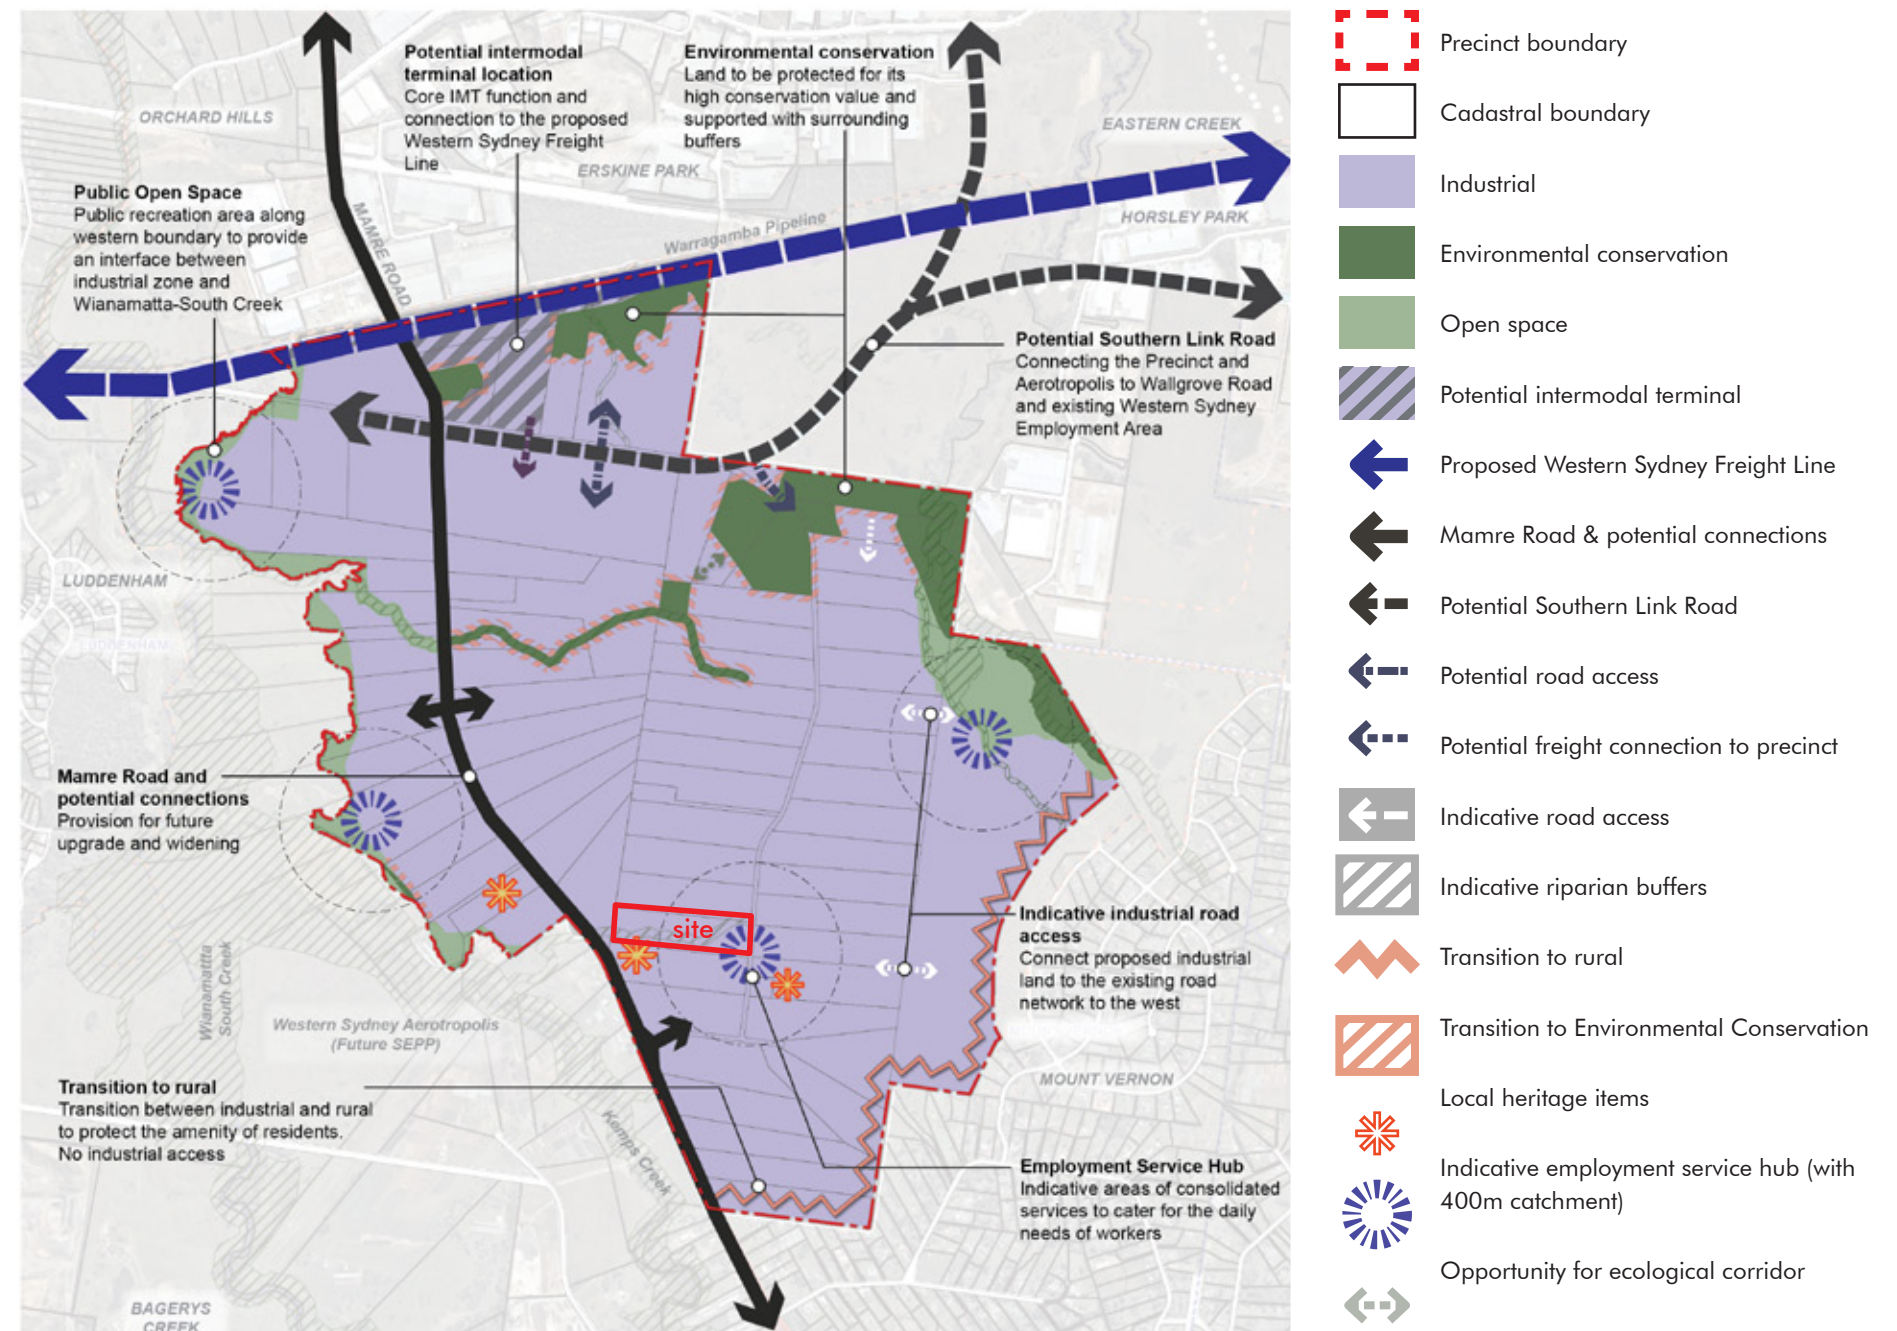 ORCHARD HILLS
Potential intermodal
terminal location
Core IMT function and
connection to the proposed
Western Sydney Freight
Line
Environmental conservation
Land to be protected for its
high conservation value and
supported with surrounding
buffers
EASTERN CREEK
ERSKINE PARK
HORSLEY PARK
Public Open Space
Public recreation area along
western boundary to provide
an interface between
industrial zone and
Wianamatta-South Creek
MAMRE ROAD
Warragamba Pipeline
Potential Southern Link Road
Connecting the Precinct and
Aerotropolis to Wallgrove Road
and existing Western Sydney
Employment Area
LUDDENHAM
LUDDENHAM
Mamre Road and
potential connections
Provision for future
upgrade and widening
site
Indicative industrial road
access
Connect proposed industrial
land to the existing road
network to the west
Wianamattta
South Creek
Western Sydney Aerotropolis
(Future SEPP)
MOUNT VERNON
Transition to rural
Transition between industrial and rural
to protect the amenity of residents.
No industrial access
Kemps Creek
Employment Service Hub
Indicative areas of consolidated
services to cater for the daily
needs of workers
BAGERYS
CREEK
Precinct boundary
Cadastral boundary
Industrial
Environmental conservation
Open space
Potential intermodal terminal
Proposed Western Sydney Freight Line
Mamre Road & potential connections
Potential Southern Link Road
Potential road access
Potential freight connection to precinct
Indicative road access
Indicative riparian buffers
Transition to rural
Transition to Environmental Conservation
Local heritage items
Indicative employment service hub (with
400m catchment)
Opportunity for ecological corridor